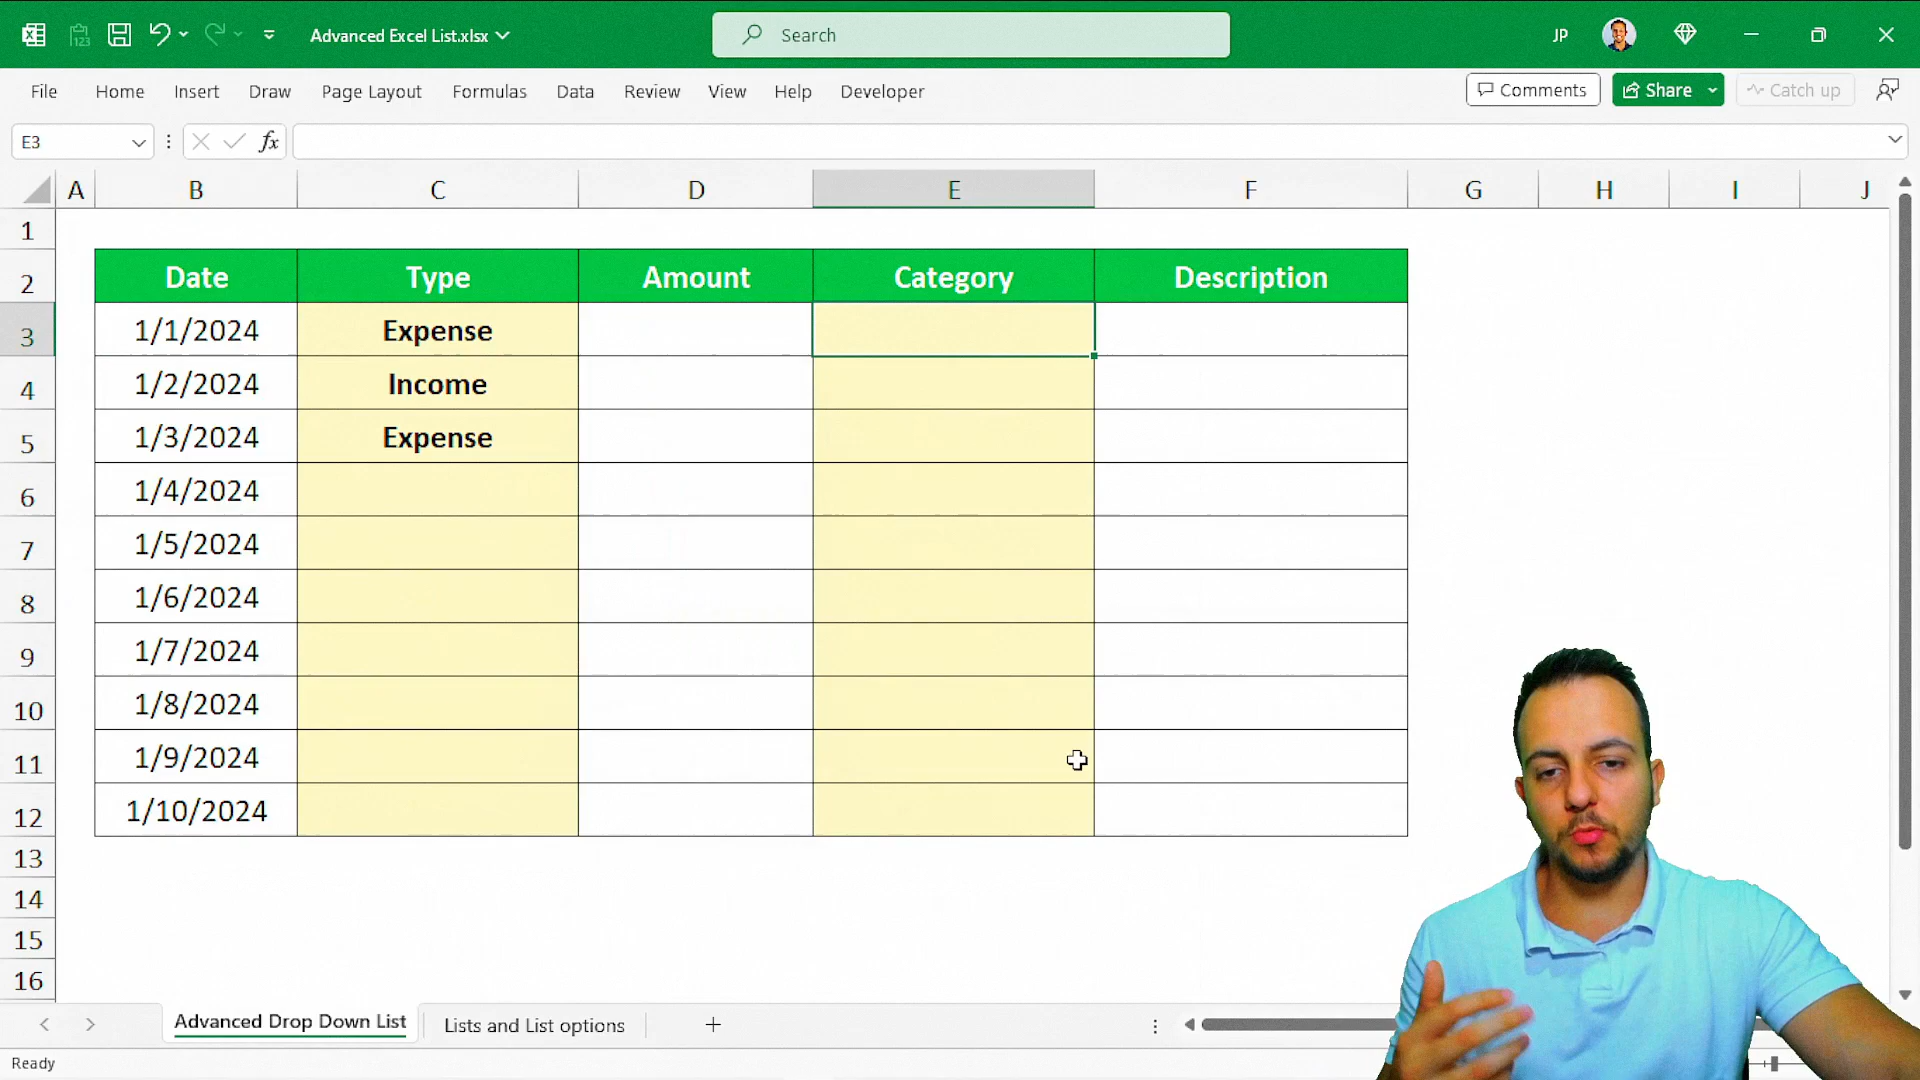 123
Advanced Excel List.xlsx
Search
JP
File Home Insert Draw Page Layout Formulas Data Review View Help Developer
Comments
Share
Catch up
E3
fx
A B C D E F G H I J
1
2 Date Type Amount Category Description
3 1/1/2024 Expense
4 1/2/2024 Income
5 1/3/2024 Expense
6 1/4/2024
7 1/5/2024
8 1/6/2024
9 1/7/2024
10 1/8/2024
11 1/9/2024
12 1/10/2024
13
14
15
16
Advanced Drop Down List Lists and List options
Ready